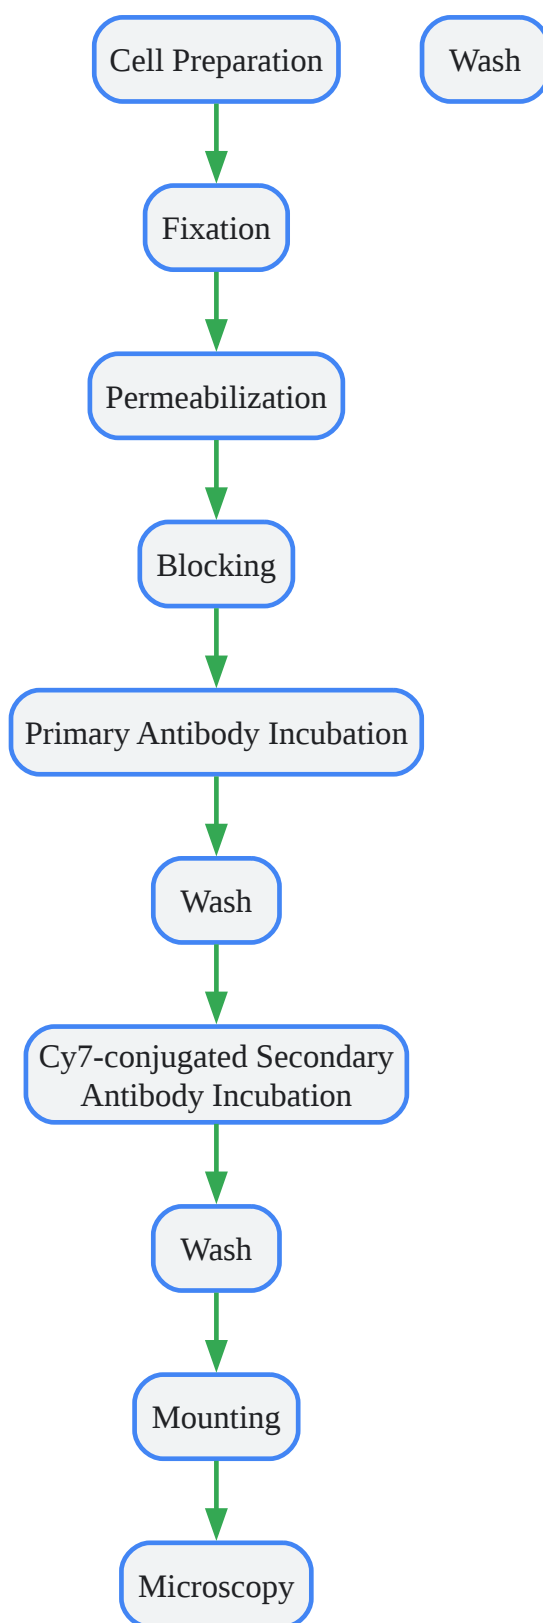 Cell Preparation
Wash
Fixation
Permeabilization
Blocking
Primary Antibody Incubation
Wash
Cy7-conjugated Secondary
Antibody Incubation
Wash
Mounting
Microscopy